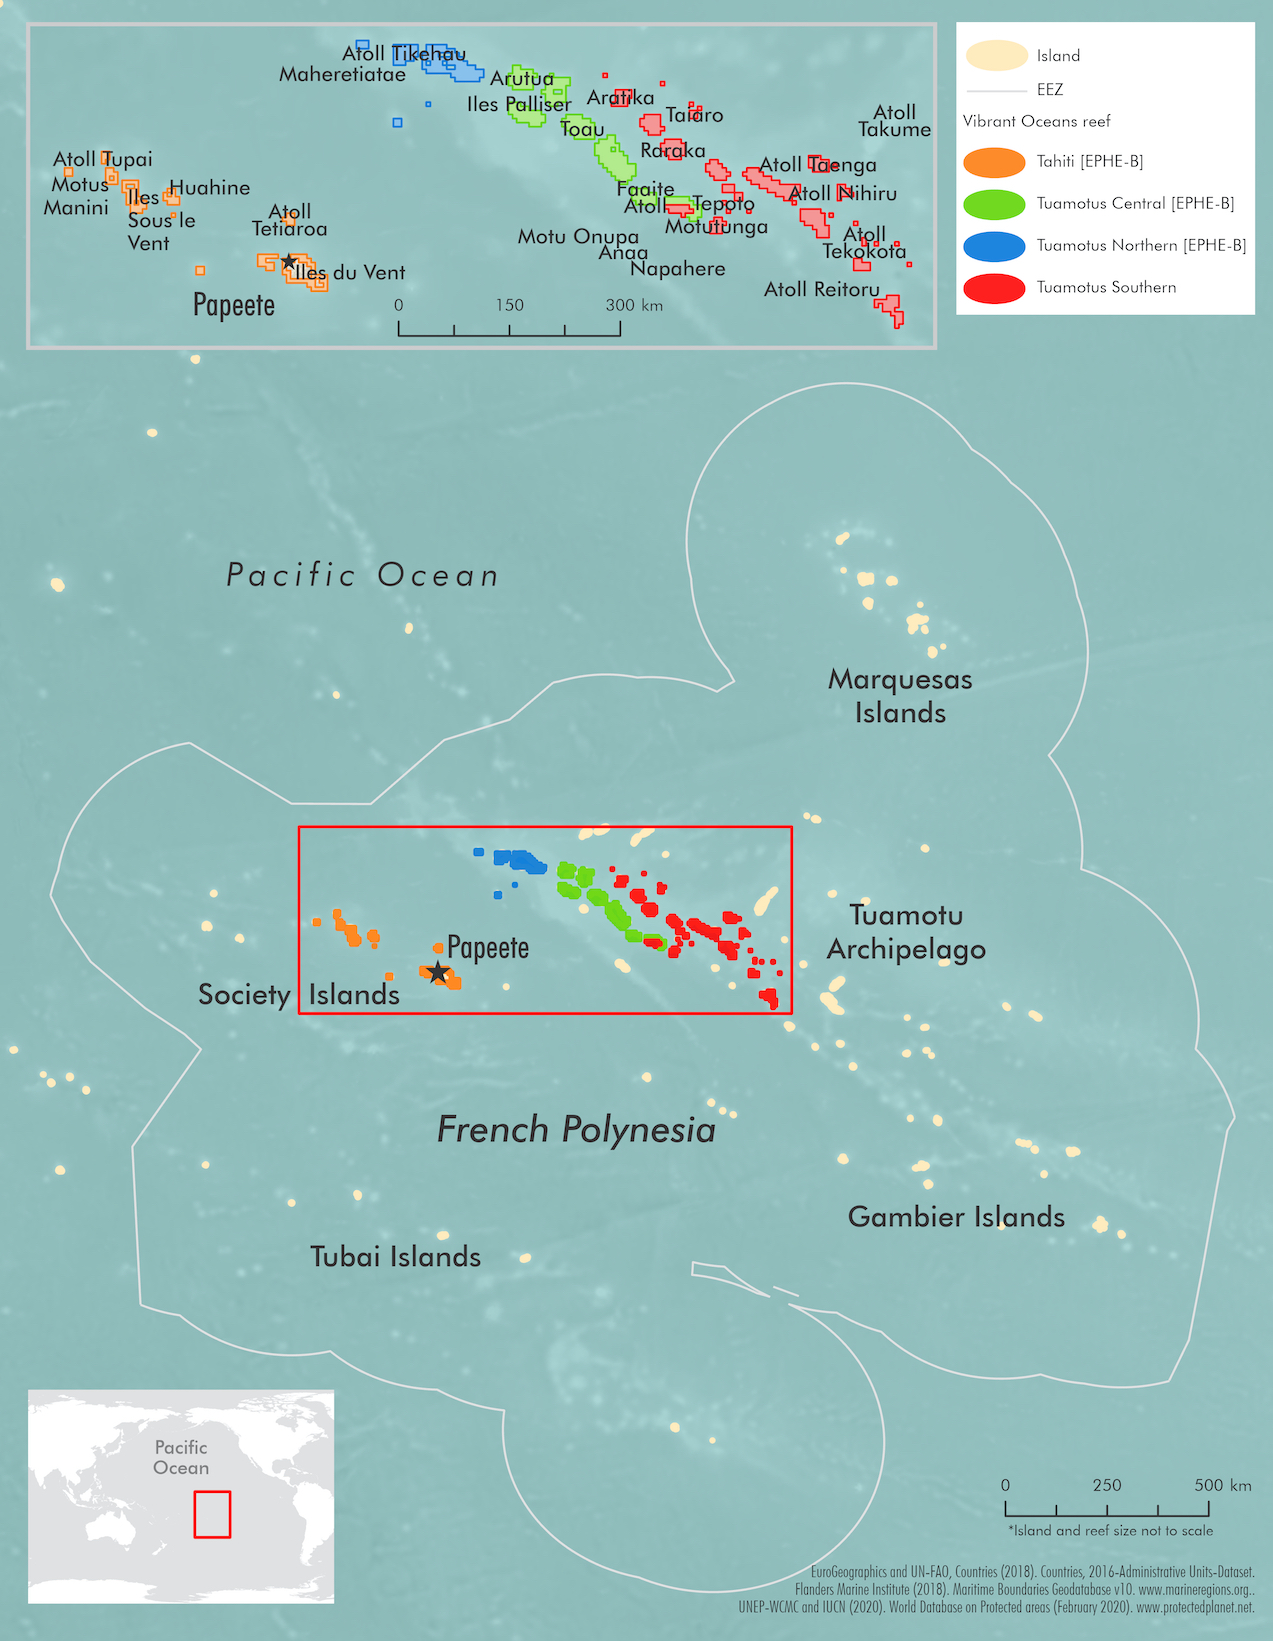 Atoll Tikehau
Maheretiatae
Arutua
Iles Palliser
Aratika
Taiaro
Toau
Raraka
Atoll
Takume
Atoll Tupai
Motus
Manini
Iles
Sous le
Vent
Huahine
Atoll
Tetiaroa
Iles du Vent
Papeete
Faaite
Atoll
Tepoto
Motutunga
Atoll Taenga
Atoll Nihiru
Motu Onupa
Anaa
Napahere
Atoll
Tekokota
Atoll Reitoru
0 150 300 km
Island
EEZ
Vibrant Oceans reef
Tahiti [EPHE-B]
Tuamotus Central [EPHE-B]
Tuamotus Northern [EPHE-B]
Tuamotus Southern
Pacific Ocean
Marquesas
Islands
Tuamotu
Archipelago
Papeete
Society Islands
French Polynesia
Gambier Islands
Tubai Islands
Pacific
Ocean
0 250 500 km
*Island and reef size not to scale
EuroGeographics and UN-FAO, Countries (2018). Countries, 2016-Administrative Units-Dataset.
Flanders Marine Institute (2018). Maritime Boundaries Geodatabase v10. www.marineregions.org..
UNEP-WCMC and IUCN (2020). World Database on Protected areas (February 2020). www.protectedplanet.net.